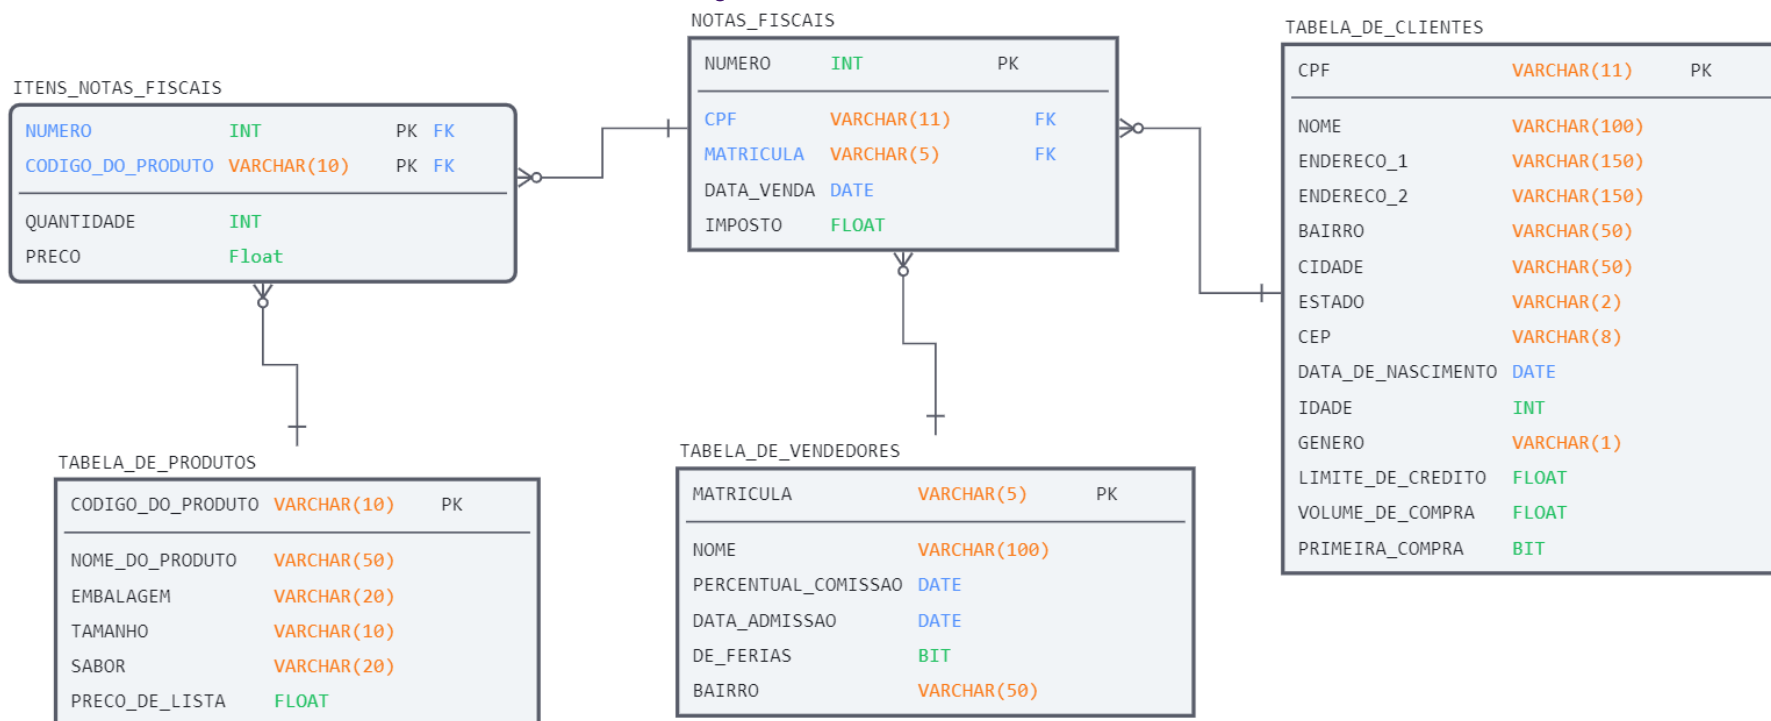 ITENS_NOTAS_FISCAIS
NUMERO INT PK FK
CODIGO_DO_PRODUTO VARCHAR(10) PK FK
QUANTIDADE INT
PRECO Float
NOTAS_FISCAIS
NUMERO INT PK
CPF VARCHAR(11) FK
MATRICULA VARCHAR(5) FK
DATA_VENDA DATE
IMPOSTO FLOAT
TABELA_DE_CLIENTES
CPF VARCHAR(11) PK
NOME VARCHAR(100)
ENDERECO_1 VARCHAR(150)
ENDERECO_2 VARCHAR(150)
BAIRRO VARCHAR(50)
CIDADE VARCHAR(50)
ESTADO VARCHAR(2)
CEP VARCHAR(8)
DATA_DE_NASCIMENTO DATE
IDADE INT
GENERO VARCHAR(1)
LIMITE_DE_CREDITO FLOAT
VOLUME_DE_COMPRA FLOAT
PRIMEIRA_COMPRA BIT
TABELA_DE_PRODUTOS
CODIGO_DO_PRODUTO VARCHAR(10) PK
NOME_DO_PRODUTO VARCHAR(50)
EMBALAGEM VARCHAR(20)
TAMANHO VARCHAR(10)
SABOR VARCHAR(20)
PRECO_DE_LISTA FLOAT
TABELA_DE_VENDEDORES
MATRICULA VARCHAR(5) PK
NOME VARCHAR(100)
PERCENTUAL_COMISSAO DATE
DATA_ADMISSAO DATE
DE_FERIAS BIT
BAIRRO VARCHAR(50)